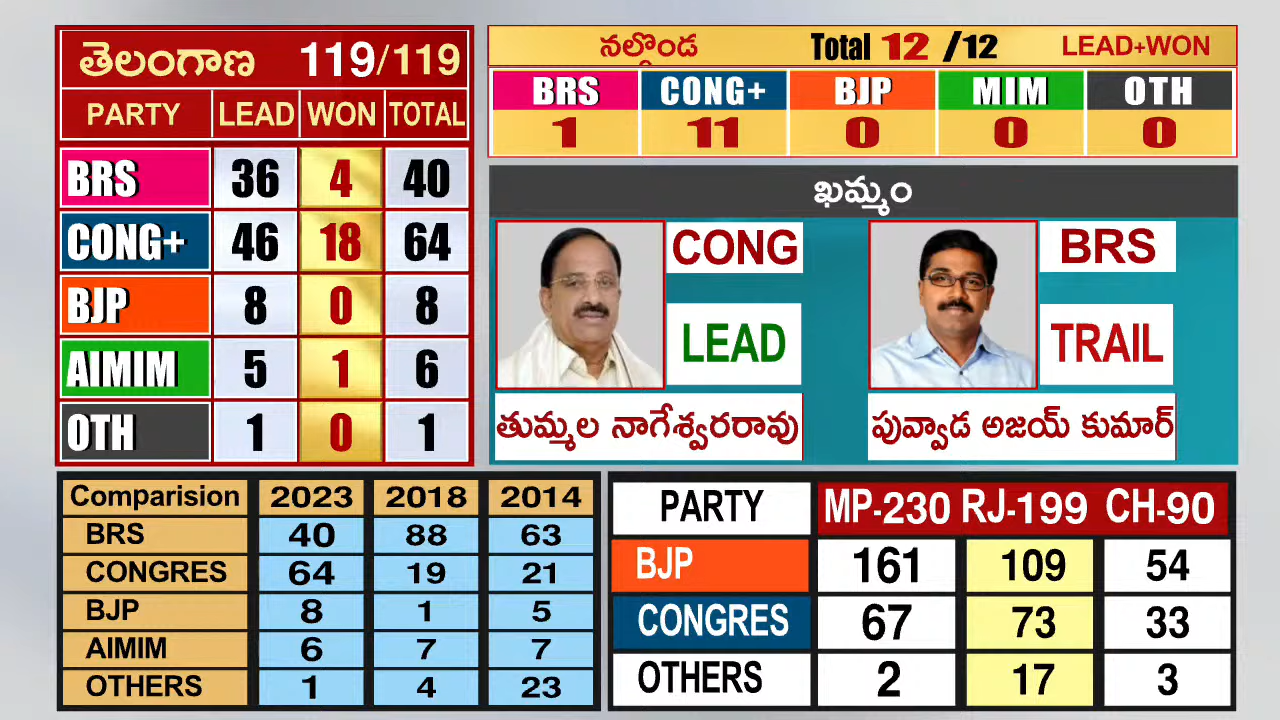 తెలంగాణ 119/119
PARTY LEAD WON TOTAL
BRS 36 4 40
CONG+ 46 18 64
BJP 8 0 8
AIMIM 5 1 6
OTH 1 0 1
నల్గొండ Total 12 /12 LEAD+WON
BRS CONG+ BJP MIM OTH
1 11 0 0 0
ఖమ్మం
CONG BRS
LEAD TRAIL
తుమ్మల నాగేశ్వరరావు పువ్వాడ అజయ్ కుమార్
Comparision 2023 2018 2014
BRS 40 88 63
CONGRES 64 19 21
BJP 8 1 5
AIMIM 6 7 7
OTHERS 1 4 23
PARTY MP-230 RJ-199 CH-90
BJP 161 109 54
CONGRES 67 73 33
OTHERS 2 17 3